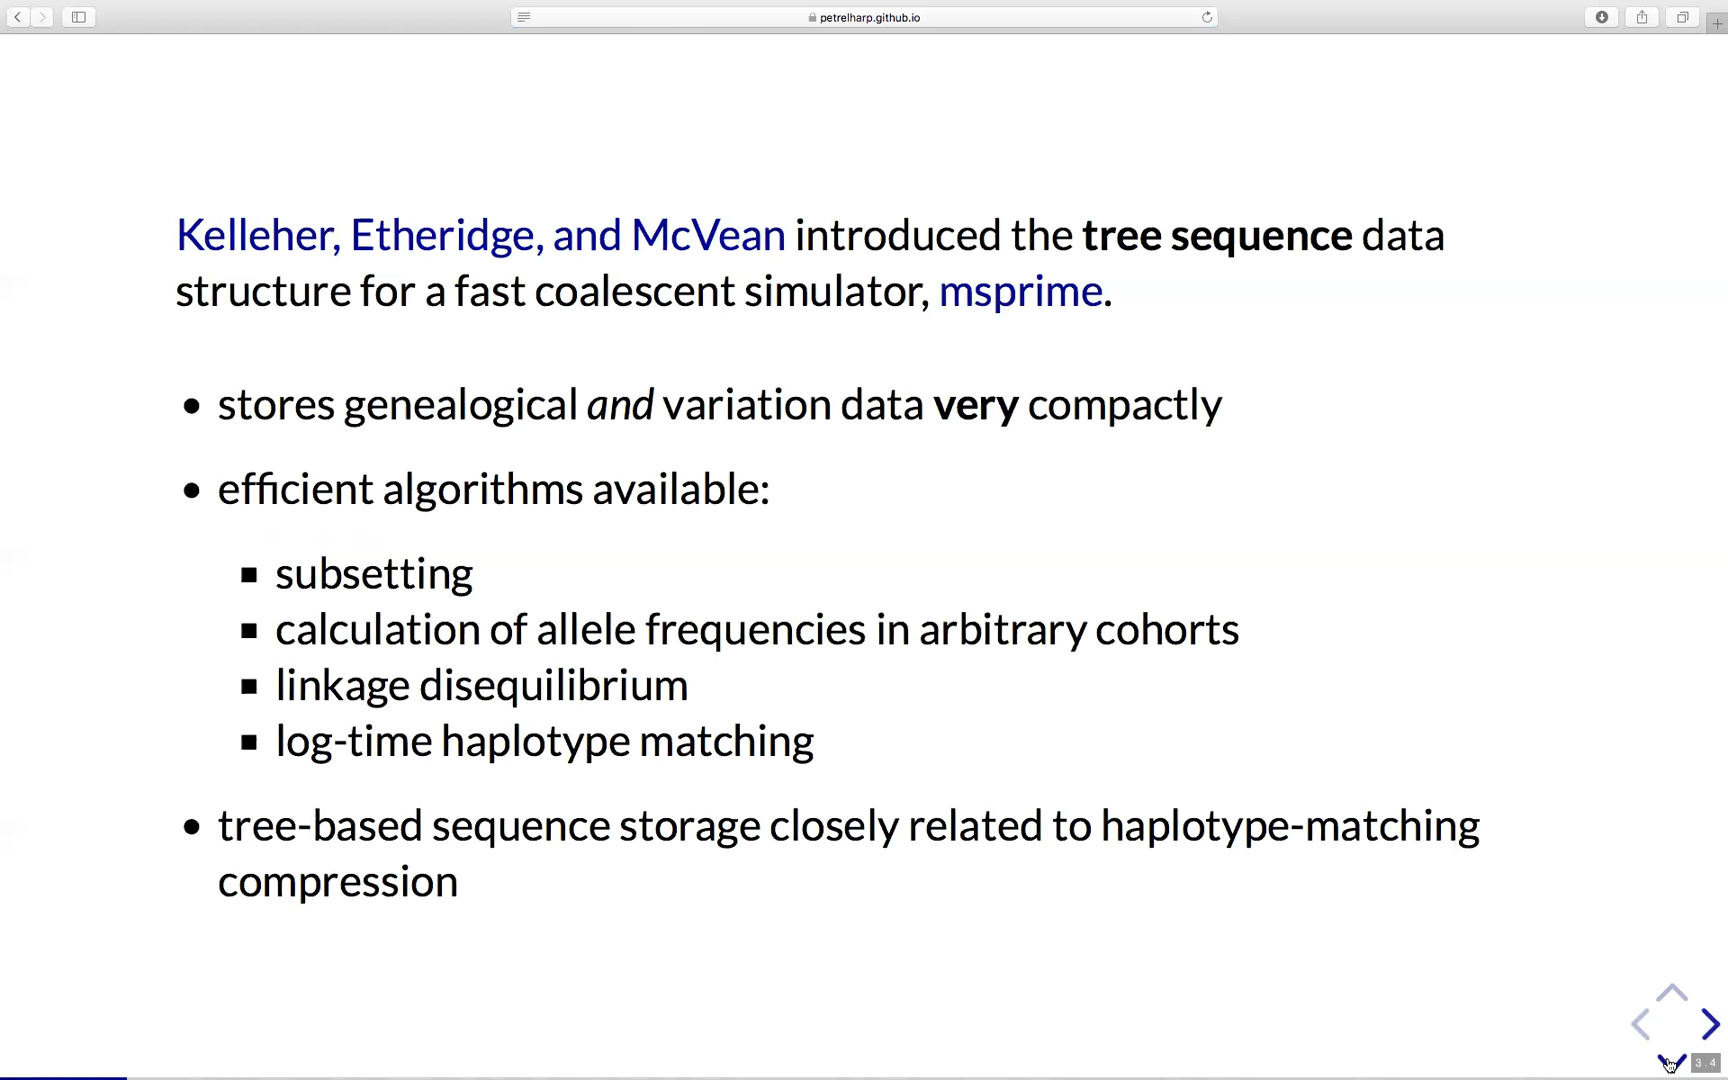 petrelharp.github.io
Kelleher, Etheridge, and McVean introduced the tree sequence data
structure for a fast coalescent simulator, msprime.
• stores genealogical and variation data very compactly
• efficient algorithms available:
▪ subsetting
▪ calculation of allele frequencies in arbitrary cohorts
▪ linkage disequilibrium
▪ log-time haplotype matching
• tree-based sequence storage closely related to haplotype-matching
compression
3.4